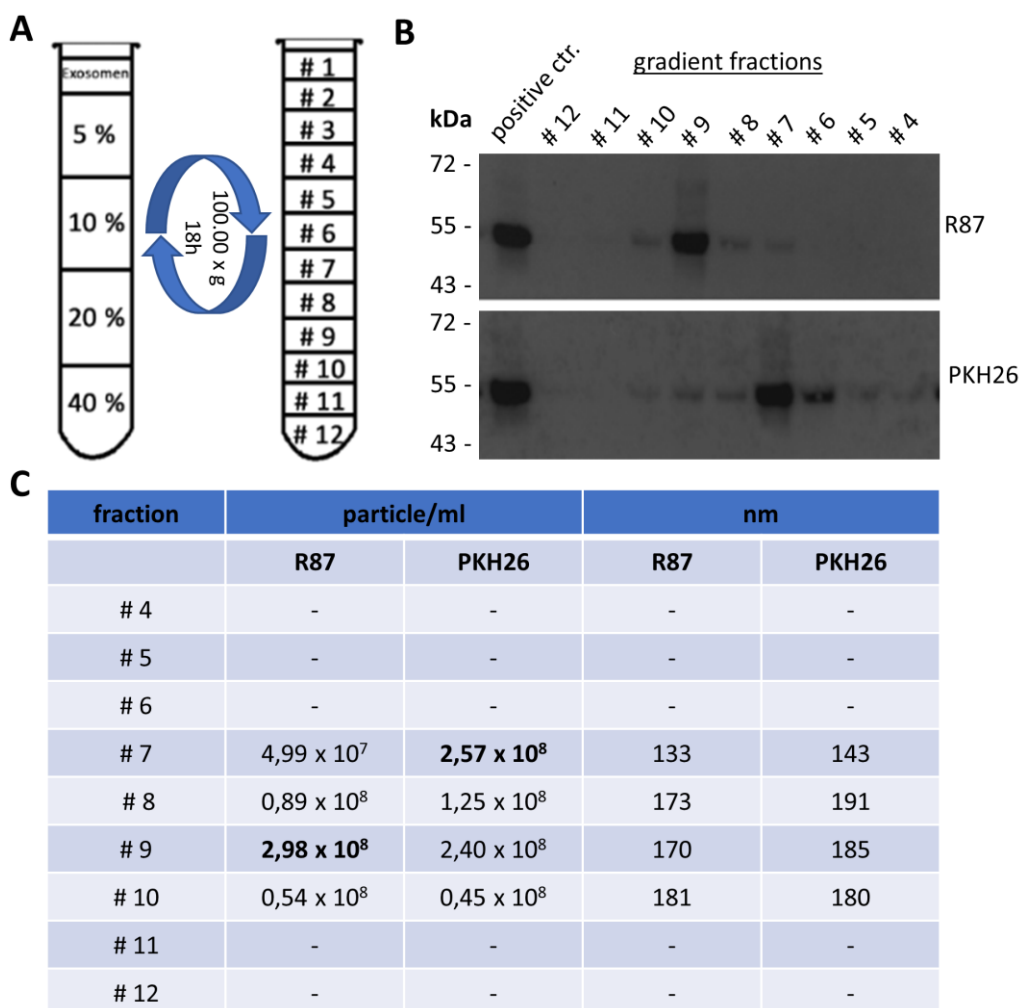 A
Exosomen
5 %
10 %
20 %
40 %
100.00 x g
18h
# 1
# 2
# 3
# 4
# 5
# 6
# 7
# 8
# 9
# 10
# 11
# 12
B
gradient fractions
kDa
positive ctr.
# 12
# 11
# 10
# 9
# 8
# 7
# 6
# 5
# 4
72 -
55 -
43 -
R87
72 -
55 -
43 -
PKH26
C
fraction particle/ml nm
R87 PKH26 R87 PKH26
# 4 - - - -
# 5 - - - -
# 6 - - - -
# 7 4,99 x 10⁷ 2,57 x 10⁸ 133 143
# 8 0,89 x 10⁸ 1,25 x 10⁸ 173 191
# 9 2,98 x 10⁸ 2,40 x 10⁸ 170 185
# 10 0,54 x 10⁸ 0,45 x 10⁸ 181 180
# 11 - - - -
# 12 - - - -